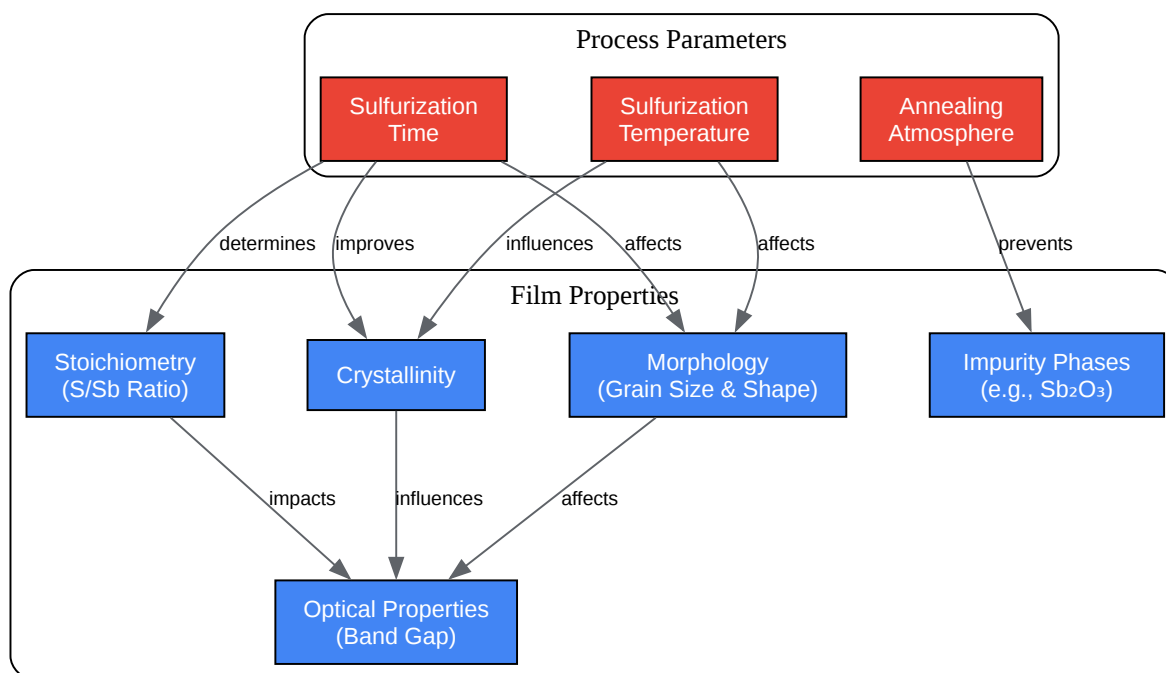 Process Parameters
Sulfurization
Time
Sulfurization
Temperature
Annealing
Atmosphere
determines
improves
influences
affects
affects
prevents
Film Properties
Stoichiometry
(S/Sb Ratio)
Crystallinity
Morphology
(Grain Size & Shape)
Impurity Phases
(e.g., Sb₂O₃)
impacts
influences
affects
Optical Properties
(Band Gap)